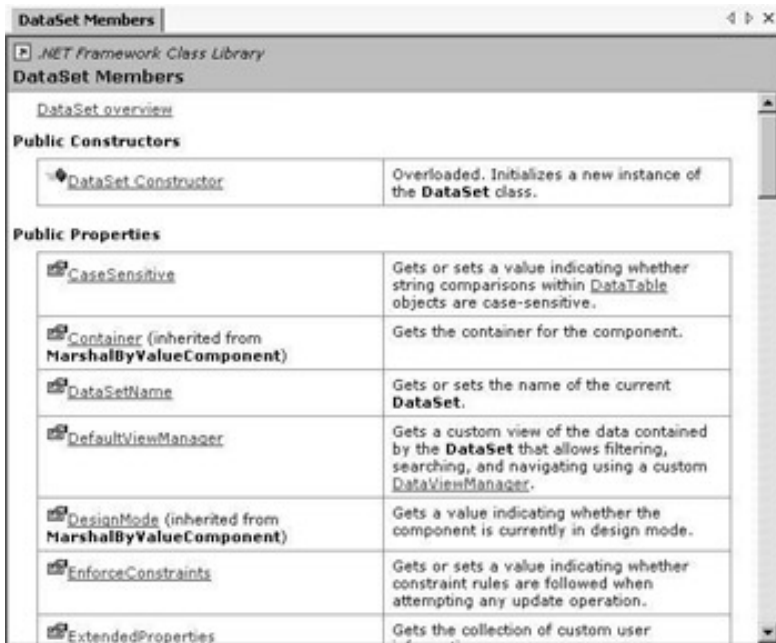 DataSet Members
.NET Framework Class Library
DataSet Members
DataSet overview
Public Constructors
DataSet Constructor
Overloaded. Initializes a new instance of
the DataSet class.
Public Properties
CaseSensitive
Gets or sets a value indicating whether
string comparisons within DataTable
objects are case-sensitive.
Container (inherited from
MarshalByValueComponent)
Gets the container for the component.
DataSetName
Gets or sets the name of the current
DataSet.
DefaultViewManager
Gets a custom view of the data contained
by the DataSet that allows filtering,
searching, and navigating using a custom
DataViewManager.
DesignMode (inherited from
MarshalByValueComponent)
Gets a value indicating whether the
component is currently in design mode.
EnforceConstraints
Gets or sets a value indicating whether
constraint rules are followed when
attempting any update operation.
ExtendedProperties
Gets the collection of custom user